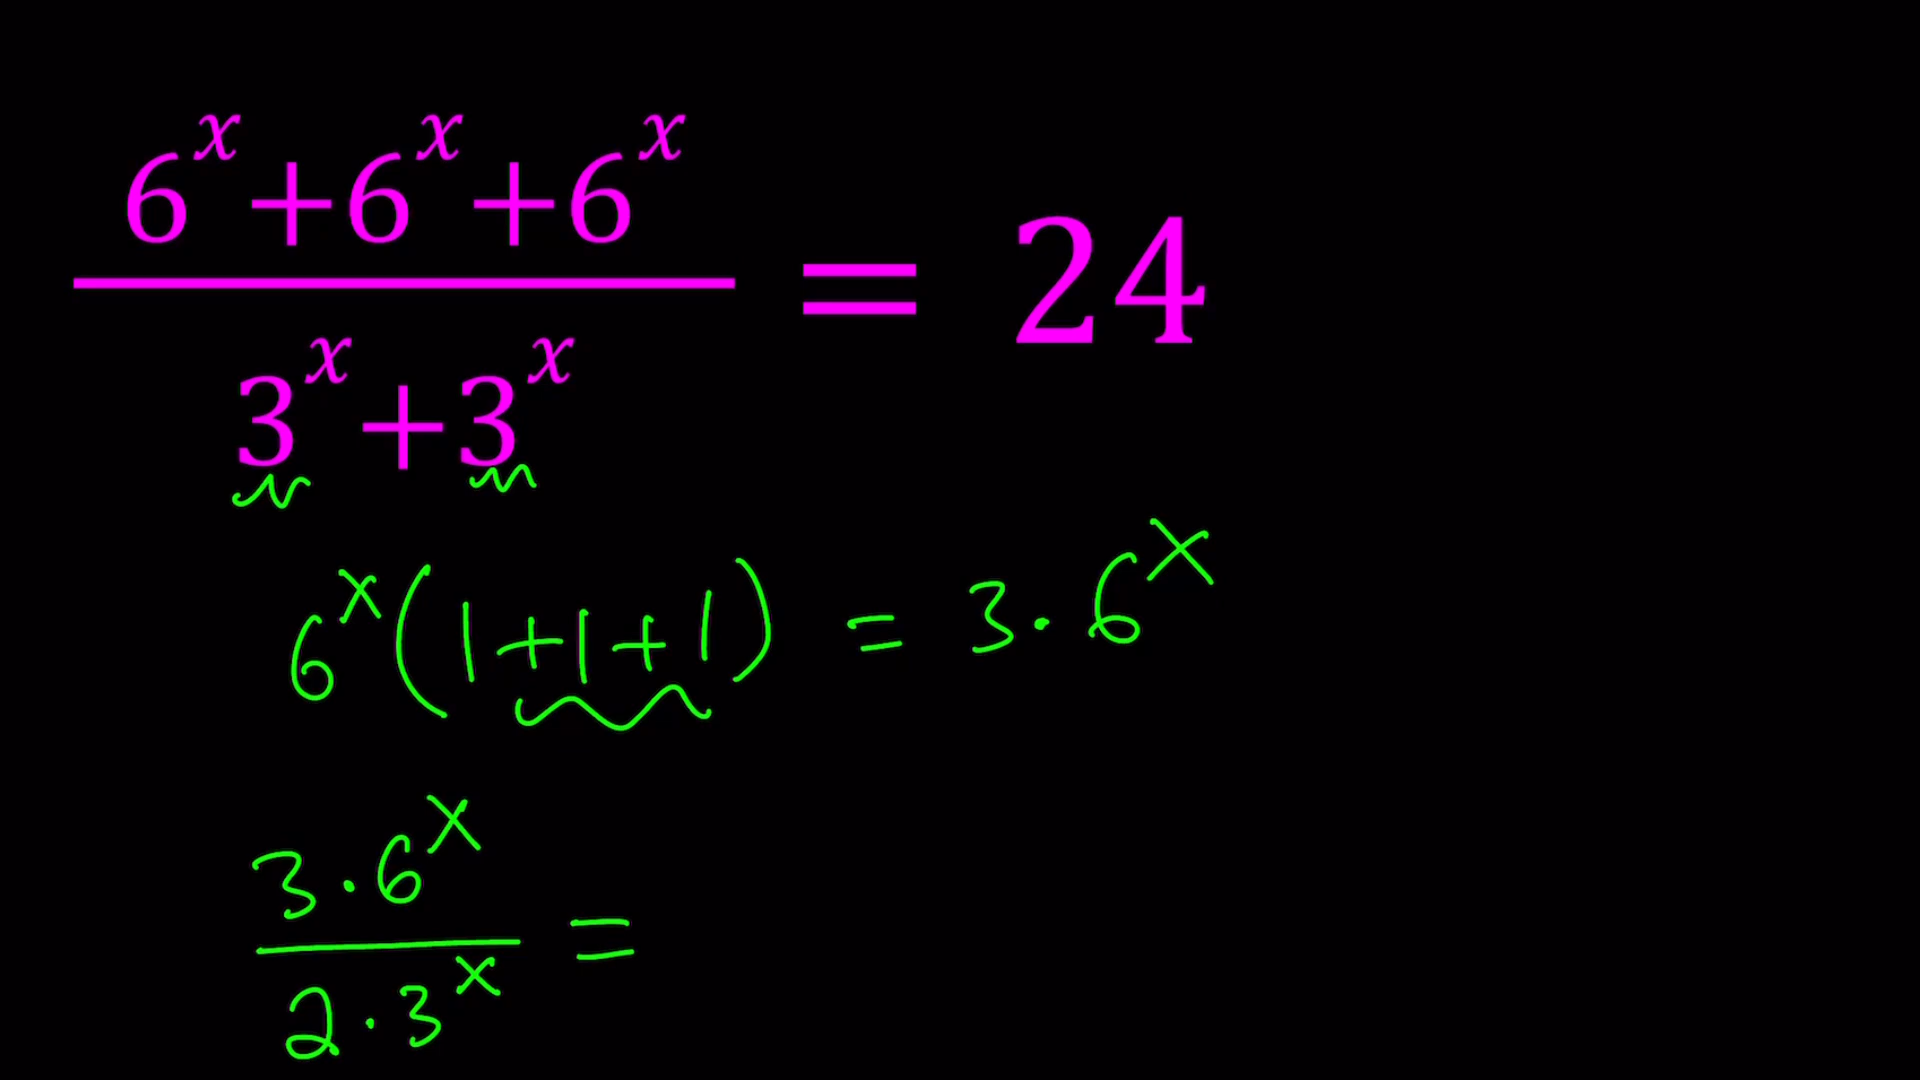 6^x + 6^x + 6^x
3^x + 3^x
= 24
6^x (1 + 1 + 1) = 3 · 6^x
3 · 6^x
2 · 3^x
=